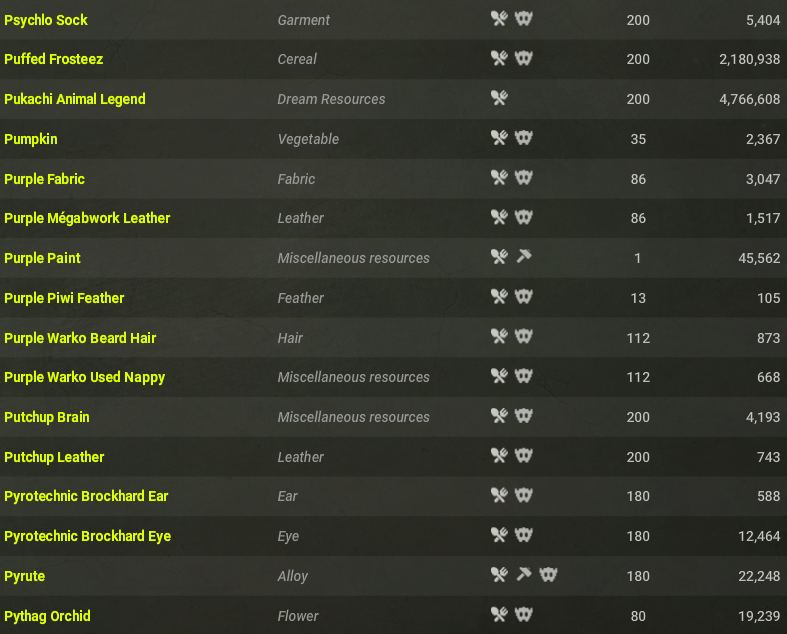 Psychlo Sock Garment 200 5,404
Puffed Frosteez Cereal 200 2,180,938
Pukachi Animal Legend Dream Resources 200 4,766,608
Pumpkin Vegetable 35 2,367
Purple Fabric Fabric 86 3,047
Purple Mégabwork Leather Leather 86 1,517
Purple Paint Miscellaneous resources 1 45,562
Purple Piwi Feather Feather 13 105
Purple Warko Beard Hair Hair 112 873
Purple Warko Used Nappy Miscellaneous resources 112 668
Putchup Brain Miscellaneous resources 200 4,193
Putchup Leather Leather 200 743
Pyrotechnic Brockhard Ear Ear 180 588
Pyrotechnic Brockhard Eye Eye 180 12,464
Pyrute Alloy 180 22,248
Pythag Orchid Flower 80 19,239